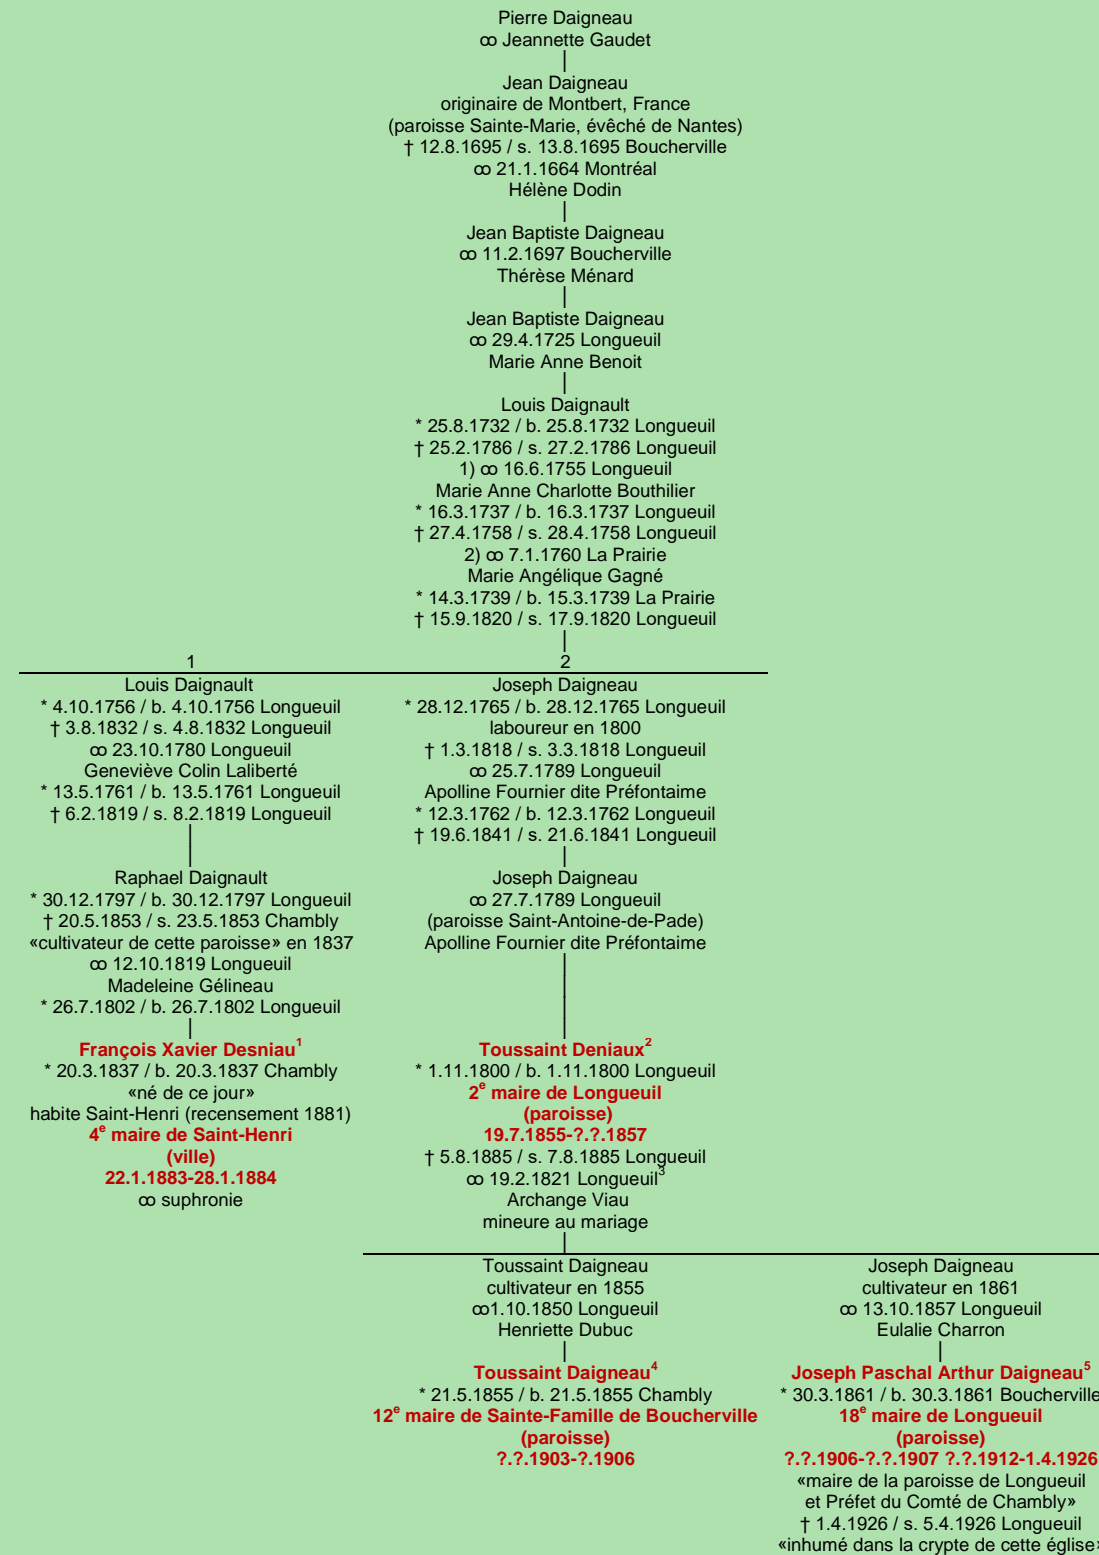 Pierre Daigneau
ꝏ Jeannette Gaudet
Jean Daigneau
originaire de Montbert, France
(paroisse Sainte-Marie, évêché de Nantes)
† 12.8.1695 / s. 13.8.1695 Boucherville
ꝏ 21.1.1664 Montréal
Hélène Dodin
Jean Baptiste Daigneau
ꝏ 11.2.1697 Boucherville
Thérèse Ménard
Jean Baptiste Daigneau
ꝏ 29.4.1725 Longueuil
Marie Anne Benoit
Louis Daignault
* 25.8.1732 / b. 25.8.1732 Longueuil
† 25.2.1786 / s. 27.2.1786 Longueuil
1) ꝏ 16.6.1755 Longueuil
Marie Anne Charlotte Bouthilier
* 16.3.1737 / b. 16.3.1737 Longueuil
† 27.4.1758 / s. 28.4.1758 Longueuil
2) ꝏ 7.1.1760 La Prairie
Marie Angélique Gagné
* 14.3.1739 / b. 15.3.1739 La Prairie
† 15.9.1820 / s. 17.9.1820 Longueuil
1
Louis Daignault
* 4.10.1756 / b. 4.10.1756 Longueuil
† 3.8.1832 / s. 4.8.1832 Longueuil
ꝏ 23.10.1780 Longueuil
Geneviève Colin Laliberté
* 13.5.1761 / b. 13.5.1761 Longueuil
† 6.2.1819 / s. 8.2.1819 Longueuil
Raphael Daignault
* 30.12.1797 / b. 30.12.1797 Longueuil
† 20.5.1853 / s. 23.5.1853 Chambly
«cultivateur de cette paroisse» en 1837
ꝏ 12.10.1819 Longueuil
Madeleine Gélineau
* 26.7.1802 / b. 26.7.1802 Longueuil
François Xavier Desniau1
* 20.3.1837 / b. 20.3.1837 Chambly
«né de ce jour»
habite Saint-Henri (recensement 1881)
4e maire de Saint-Henri
(ville)
22.1.1883-28.1.1884
ꝏ suphronie
2
Joseph Daigneau
* 28.12.1765 / b. 28.12.1765 Longueuil
laboureur en 1800
† 1.3.1818 / s. 3.3.1818 Longueuil
ꝏ 25.7.1789 Longueuil
Apolline Fournier dite Préfontaime
* 12.3.1762 / b. 12.3.1762 Longueuil
† 19.6.1841 / s. 21.6.1841 Longueuil
Joseph Daigneau
ꝏ 27.7.1789 Longueuil
(paroisse Saint-Antoine-de-Pade)
Apolline Fournier dite Préfontaime
Toussaint Deniaux2
* 1.11.1800 / b. 1.11.1800 Longueuil
2e maire de Longueuil
(paroisse)
19.7.1855-?.?.1857
† 5.8.1885 / s. 7.8.1885 Longueuil
ꝏ 19.2.1821 Longueuil3
Archange Viau
mineure au mariage
Toussaint Daigneau
cultivateur en 1855
ꝏ1.10.1850 Longueuil
Henriette Dubuc
Toussaint Daigneau4
* 21.5.1855 / b. 21.5.1855 Chambly
12e maire de Sainte-Famille de Boucherville
(paroisse)
?.?.1903-?.1906
Joseph Daigneau
cultivateur en 1861
ꝏ 13.10.1857 Longueuil
Eulalie Charron
Joseph Paschal Arthur Daigneau5
* 30.3.1861 / b. 30.3.1861 Boucherville
18e maire de Longueuil
(paroisse)
?.?.1906-?.?.1907 ?.?.1912-1.4.1926
«maire de la paroisse de Longueuil
et Préfet du Comté de Chambly»
† 1.4.1926 / s. 5.4.1926 Longueuil
«inhumé dans la crypte de cette église»